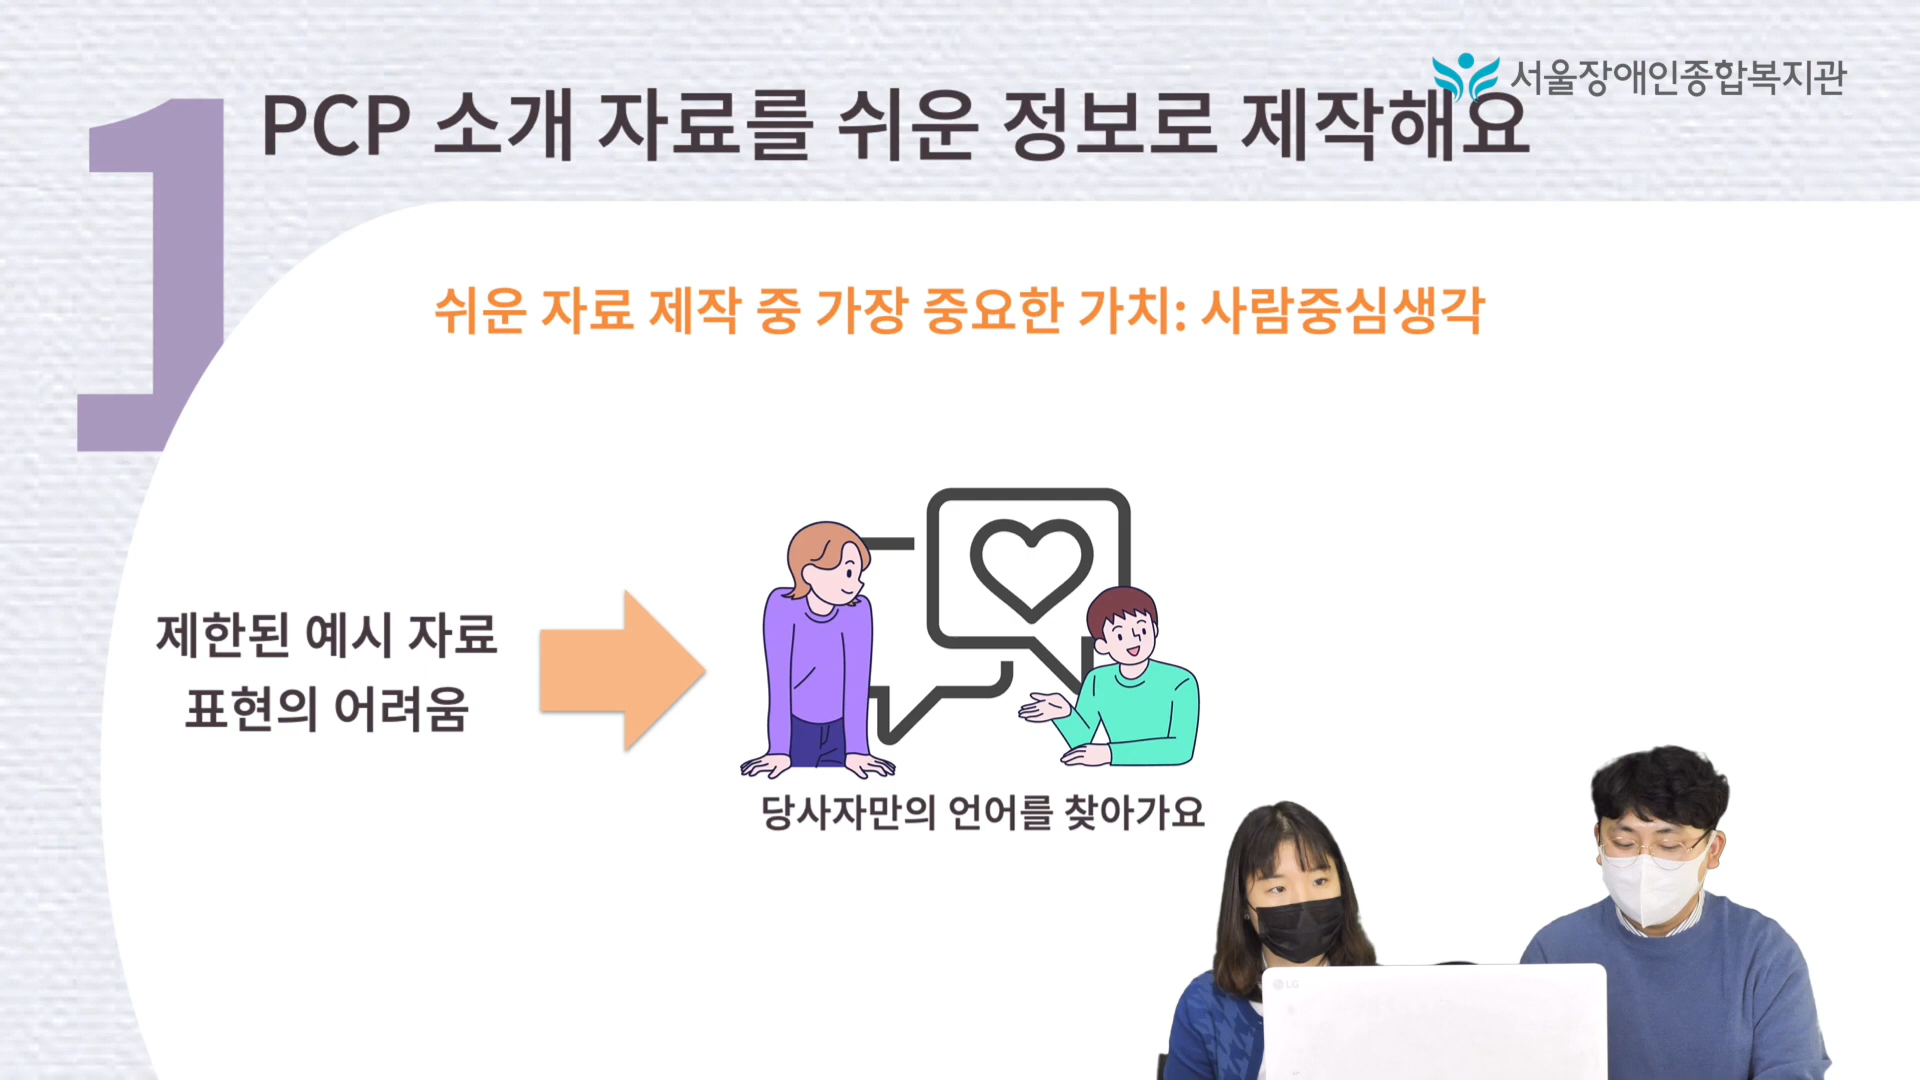 서울장애인종합복지관
1
PCP 소개 자료를 쉬운 정보로 제작해요
쉬운 자료 제작 중 가장 중요한 가치: 사람중심생각
제한된 예시 자료
표현의 어려움
당사자만의 언어를 찾아가요
LG